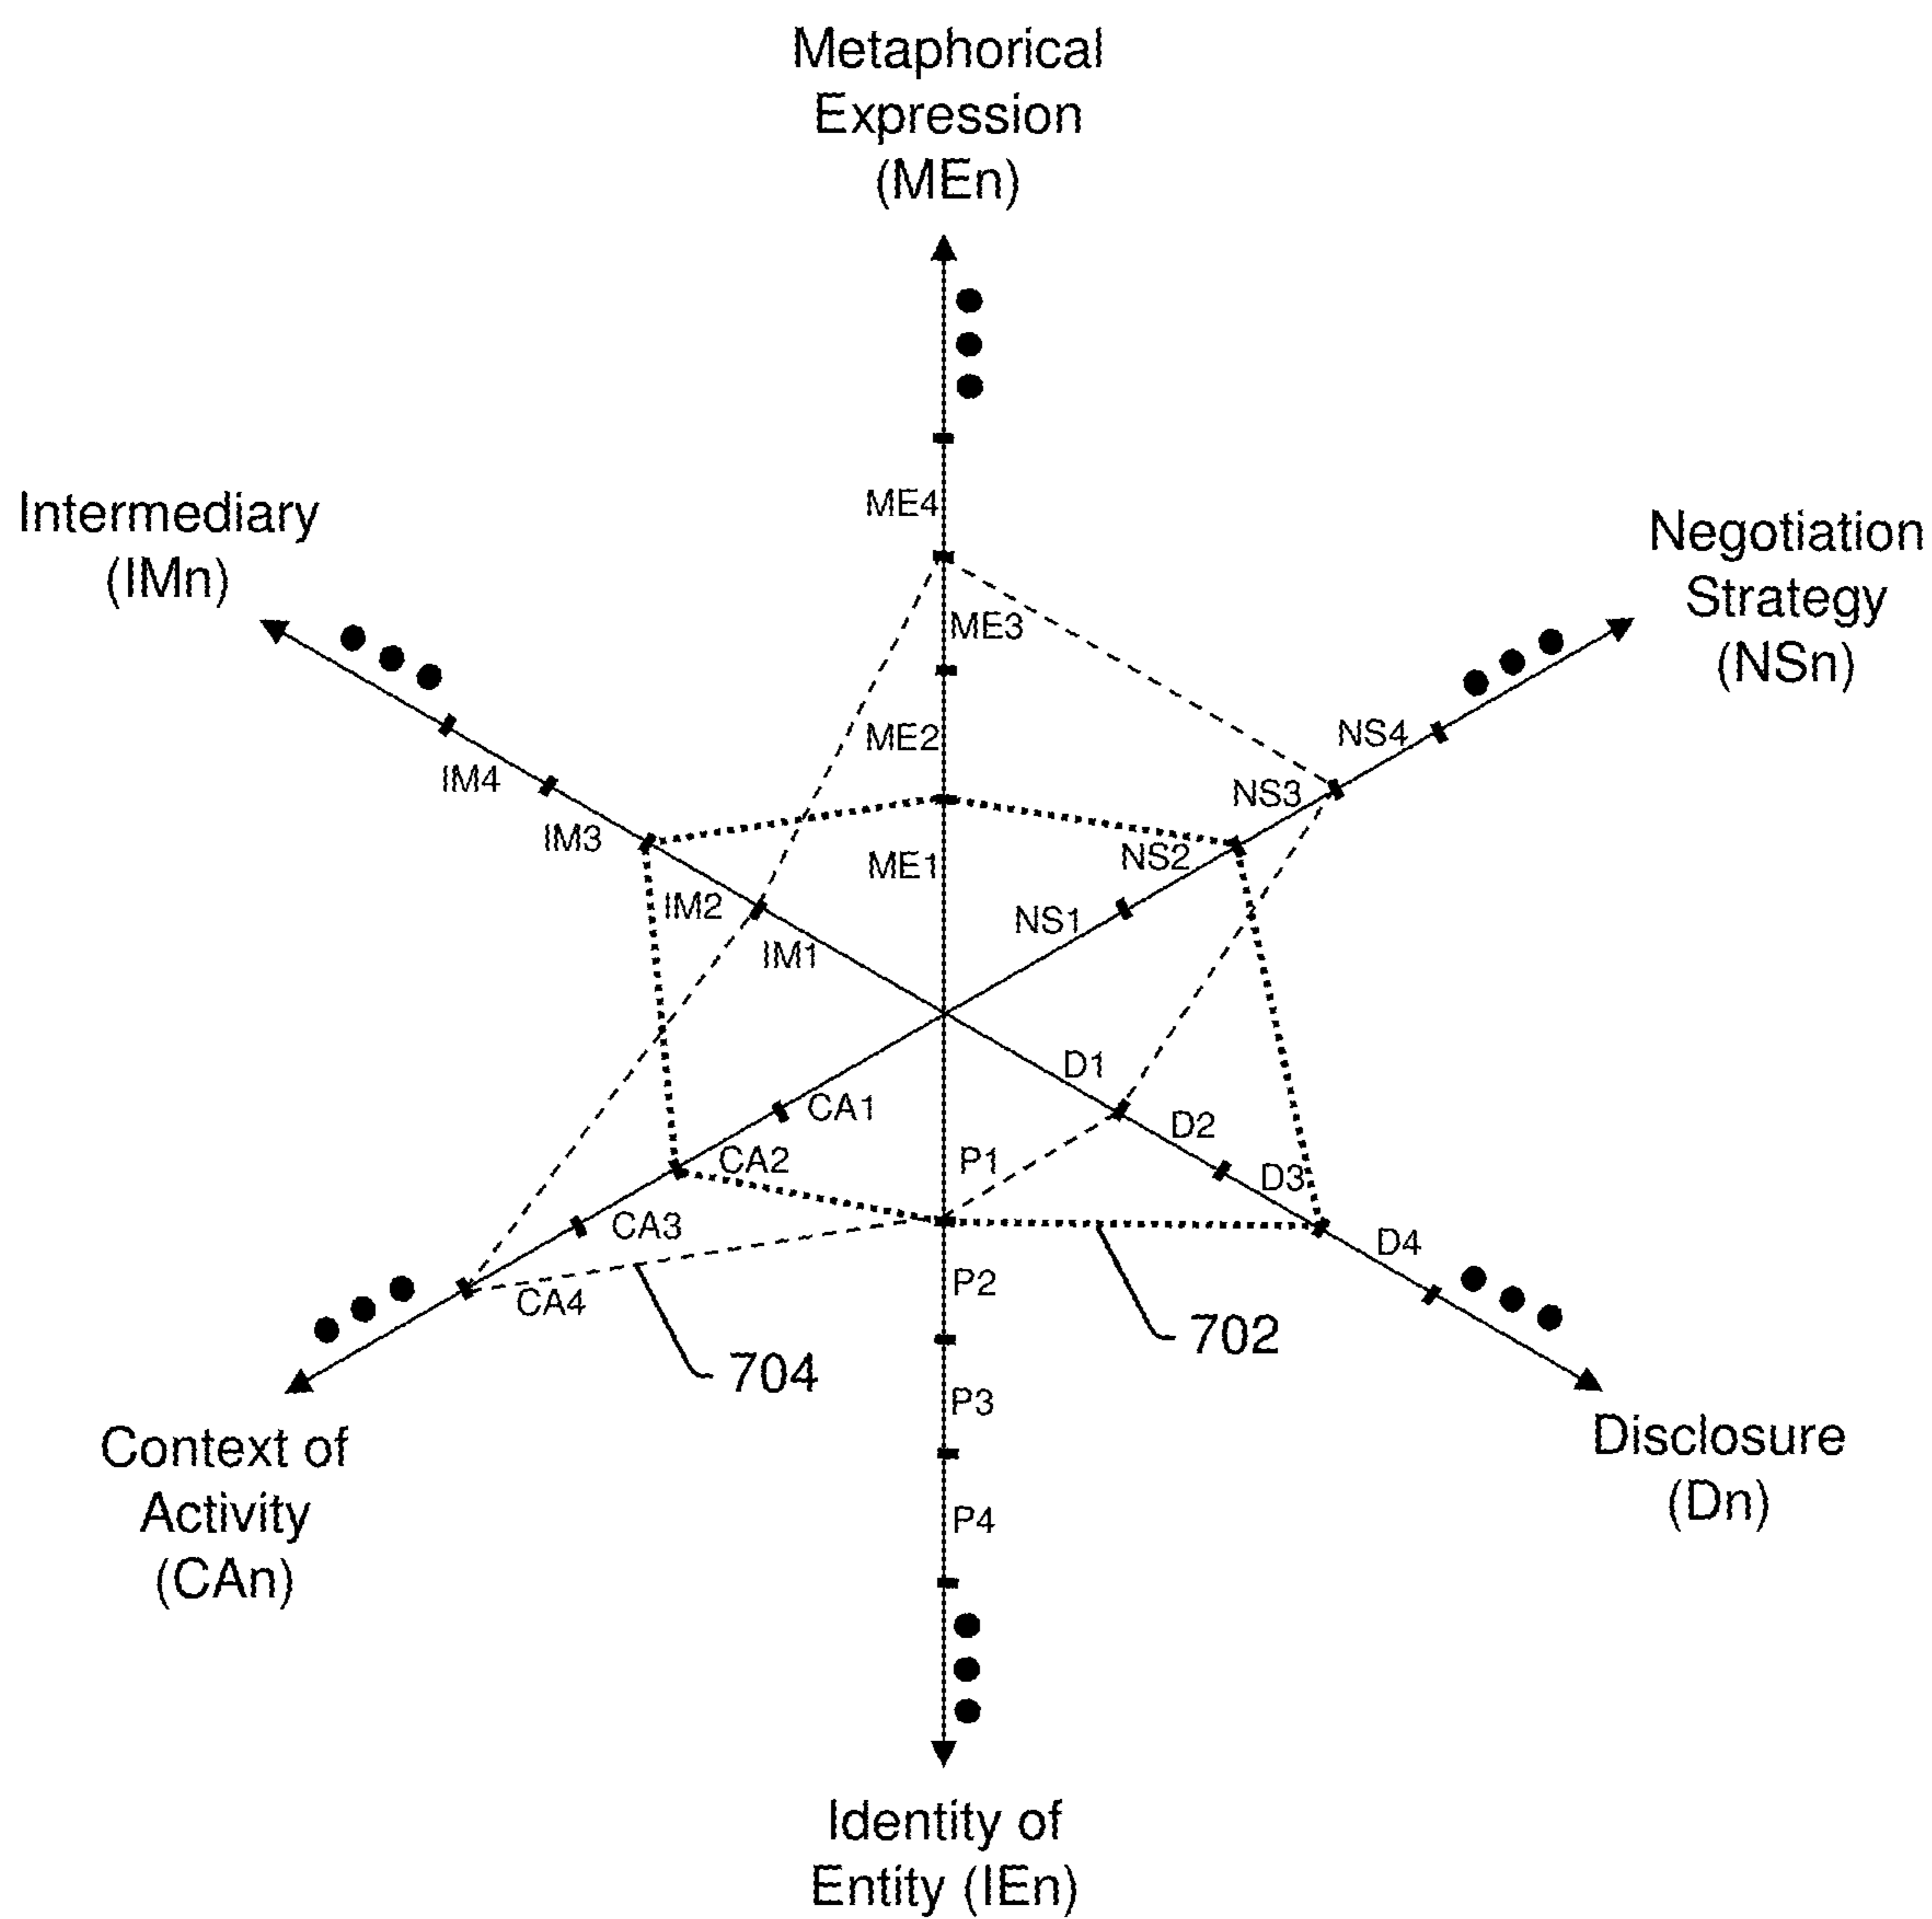 Metaphorical
Expression
(MEn)
Intermediary
(IMn)
Negotiation
Strategy
(NSn)
ME4
ME3
ME2
ME1
NS4
NS3
NS2
NS1
IM4
IM3
IM2
IM1
D1
D2
D3
D4
CA1
CA2
CA3
CA4
P1
P2
P3
P4
702
704
Context of
Activity
(CAn)
Disclosure
(Dn)
Identity of
Entity (IEn)